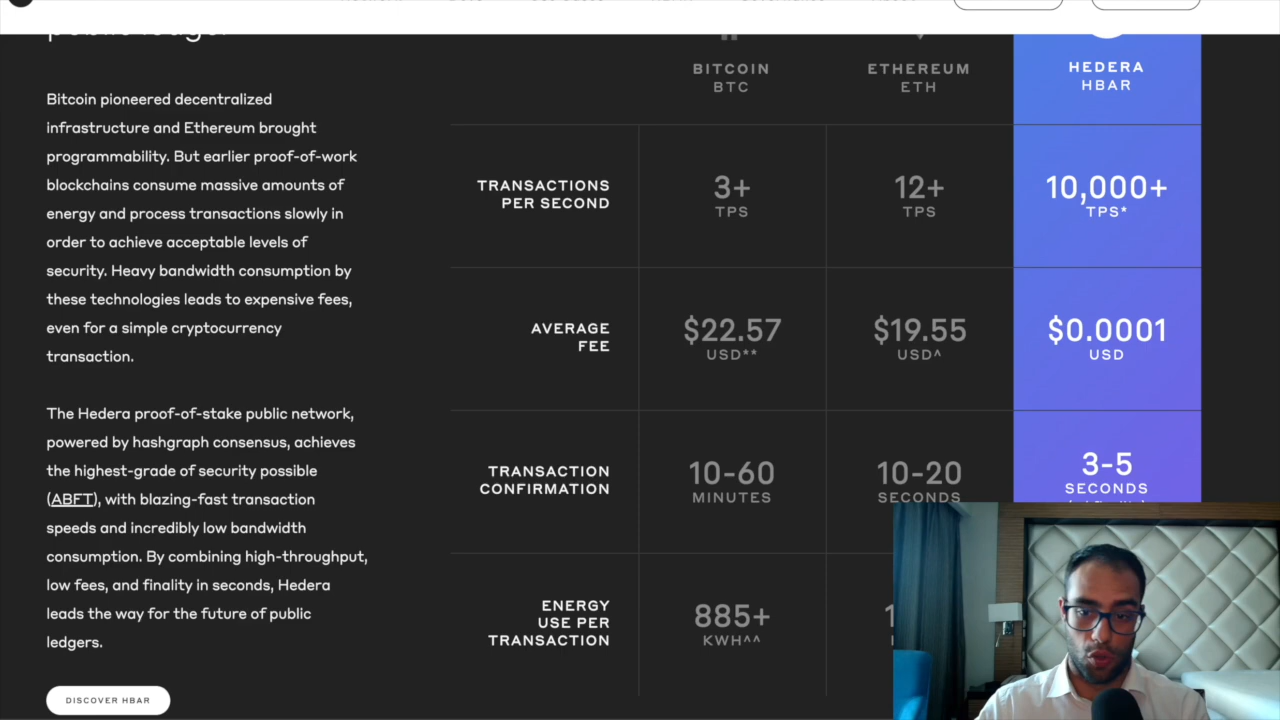 Bitcoin pioneered decentralized
infrastructure and Ethereum brought
programmability. But earlier proof-of-work
blockchains consume massive amounts of
energy and process transactions slowly in
order to achieve acceptable levels of
security. Heavy bandwidth consumption by
these technologies leads to expensive fees,
even for a simple cryptocurrency
transaction.
The Hedera proof-of-stake public network,
powered by hashgraph consensus, achieves
the highest-grade of security possible
(ABFT), with blazing-fast transaction
speeds and incredibly low bandwidth
consumption. By combining high-throughput,
low fees, and finality in seconds, Hedera
leads the way for the future of public
ledgers.
DISCOVER HBAR
BITCOIN
BTC
ETHEREUM
ETH
HEDERA
HBAR
TRANSACTIONS
PER SECOND
3+
TPS
12+
TPS
10,000+
TPS*
AVERAGE
FEE
$22.57
USD**
$19.55
USD^
$0.0001
USD
TRANSACTION
CONFIRMATION
10-60
MINUTES
10-20
SECONDS
3-5
SECONDS
ENERGY
USE PER
TRANSACTION
885+
KWH^^